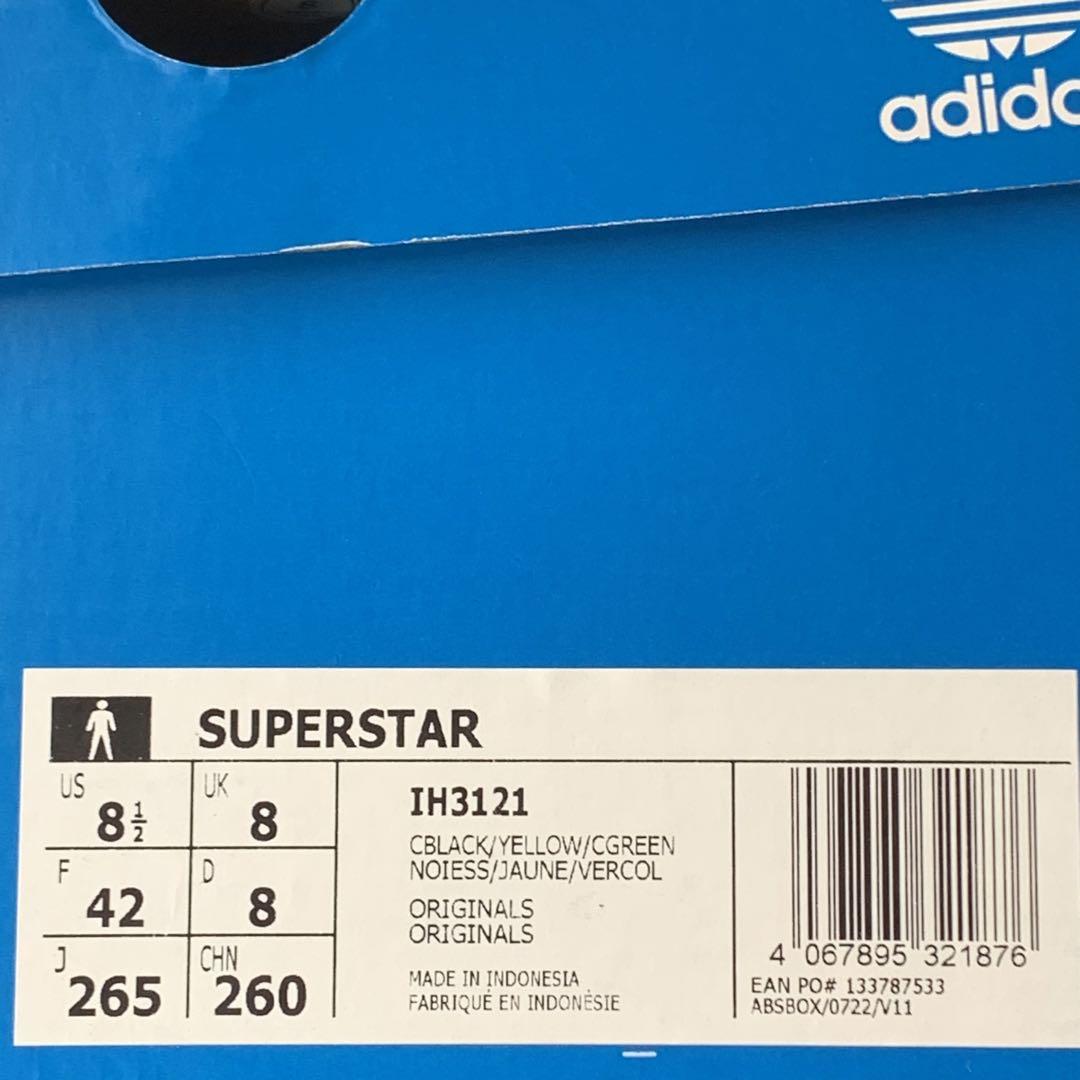 adida
SUPERSTAR
US 8½ UK 8
F 42 D 8
J 265 CHN 260
IH3121
CBLACK/YELLOW/CGREEN
NOIESS/JAUNE/VERCOL
ORIGINALS
ORIGINALS
MADE IN INDONESIA
FABRIQUÉ EN INDONÉSIE
4 067895 321876
EAN PO# 133787533
ABSBOX/0722/V11